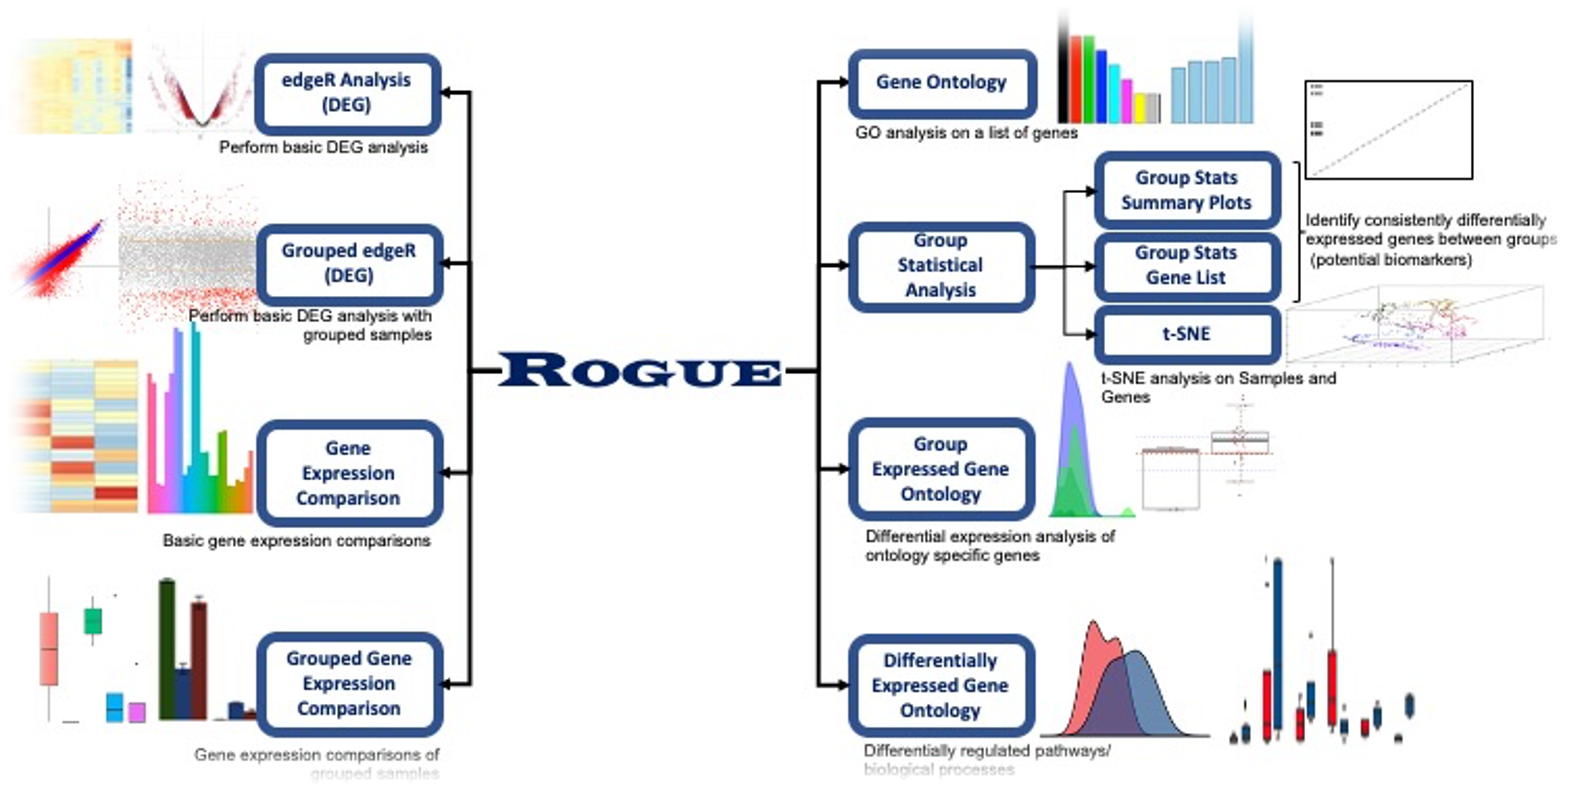 edgeR Analysis
(DEG)
Perform basic DEG analysis
Grouped edgeR
(DEG)
Perform basic DEG analysis with
grouped samples
Gene
Expression
Comparison
Basic gene expression comparisons
Grouped Gene
Expression
Comparison
Gene expression comparisons of
grouped samples
ROGUE
Gene Ontology
GO analysis on a list of genes
Group
Statistical
Analysis
Group Stats
Summary Plots
Group Stats
Gene List
Identify consistently differentially
expressed genes between groups
(potential biomarkers)
t-SNE
t-SNE analysis on Samples and
Genes
Group
Expressed Gene
Ontology
Differential expression analysis of
ontology specific genes
Differentially
Expressed Gene
Ontology
Differentially regulated pathways/
biological processes